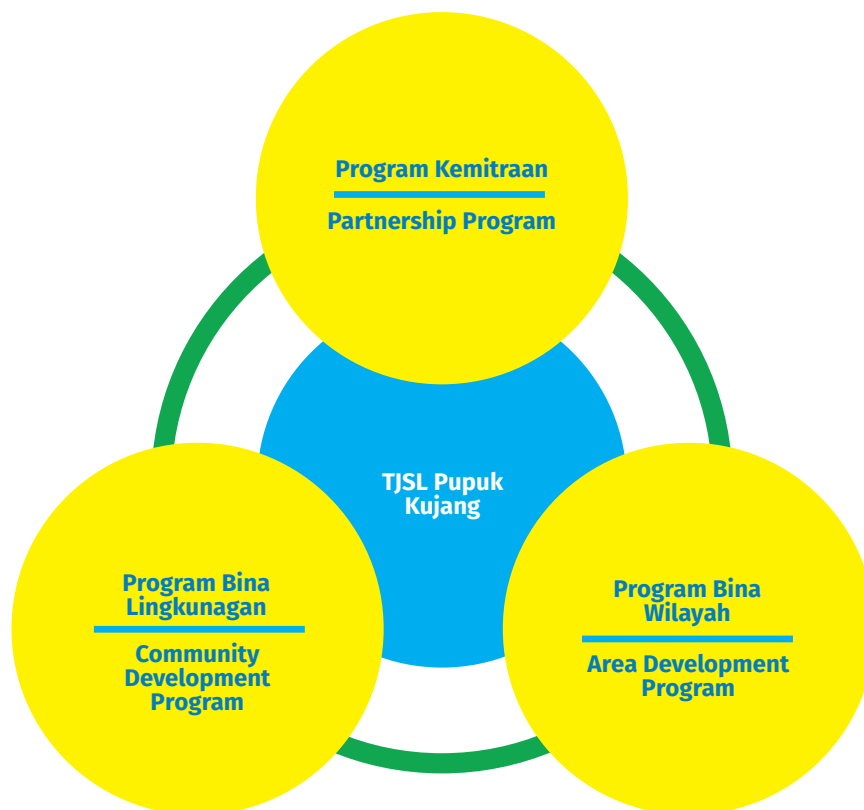 Program Kemitraan
Partnership Program
TJSL Pupuk
Kujang
Program Bina
Lingkunagan
Community
Development
Program
Program Bina
Wilayah
Area Development
Program